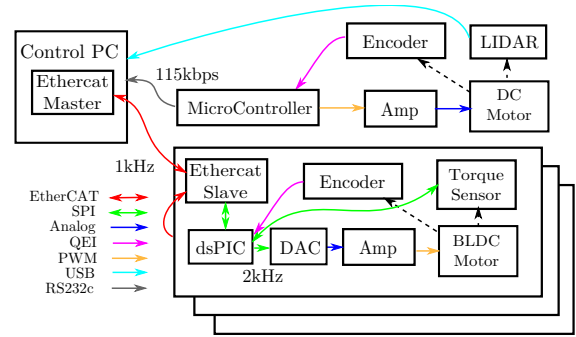 Control PC
Ethercat
Master
Encoder
LIDAR
115kbps
MicroController
Amp
DC
Motor
1kHz
Ethercat
Slave
Encoder
Torque
Sensor
dsPIC
DAC
Amp
BLDC
Motor
2kHz
EtherCAT
SPI
Analog
QEI
PWM
USB
RS232c